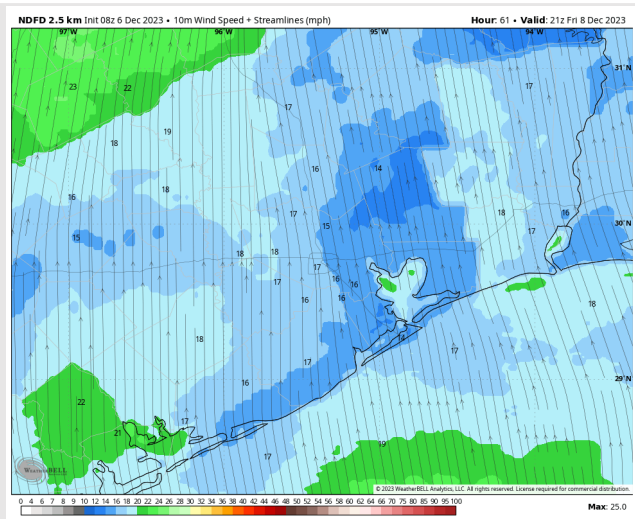 NDFD 2.5 km Init 08z 6 Dec 2023 • 10m Wind Speed + Streamlines (mph) Hour: 61 • Valid: 21z Fri 8 Dec 2023
97°W 96°W 95°W 94°W
31°N
23 22 17
17
19
18
16 14
18
16
17 18 16
30°N
15 15 17
18 18
17
17 16 16
16 16
18
18 14
17
17
29°N
16
22
17
21
19
17
WEATHERBELL
© 2023 WeatherBELL Analytics, LLC. All rights reserved. License required for commercial distribution.
0 4 6 7 8 9 10 12 14 16 18 20 22 24 26 28 30 32 34 36 38 40 42 44 46 48 50 52 54 56 58 60 62 64 66 70 75 80 85 90 95 100
Max: 25.0